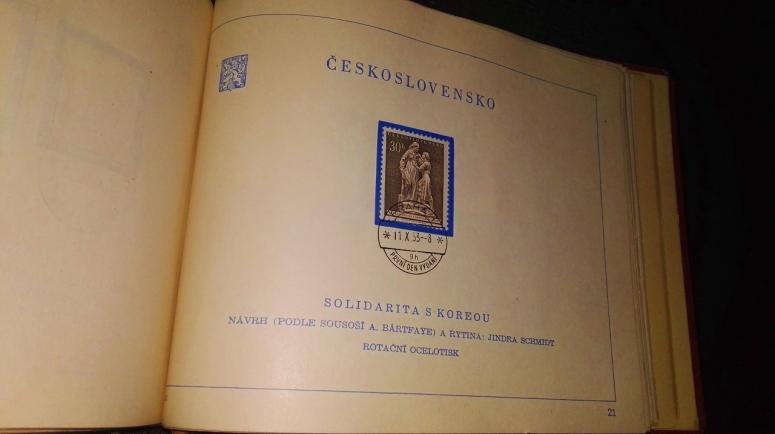 ČESKOSLOVENSKO
30h
*11.X.53--8*
9h
PRVNÍ DEN VYDÁNÍ
SOLIDARITA S KOREOU
NÁVRH (PODLE SOUSOŠÍ A. BÁRTFAYE) A RYTINA: JINDRA SCHMIDT
ROTAČNÍ OCELOTISK
21